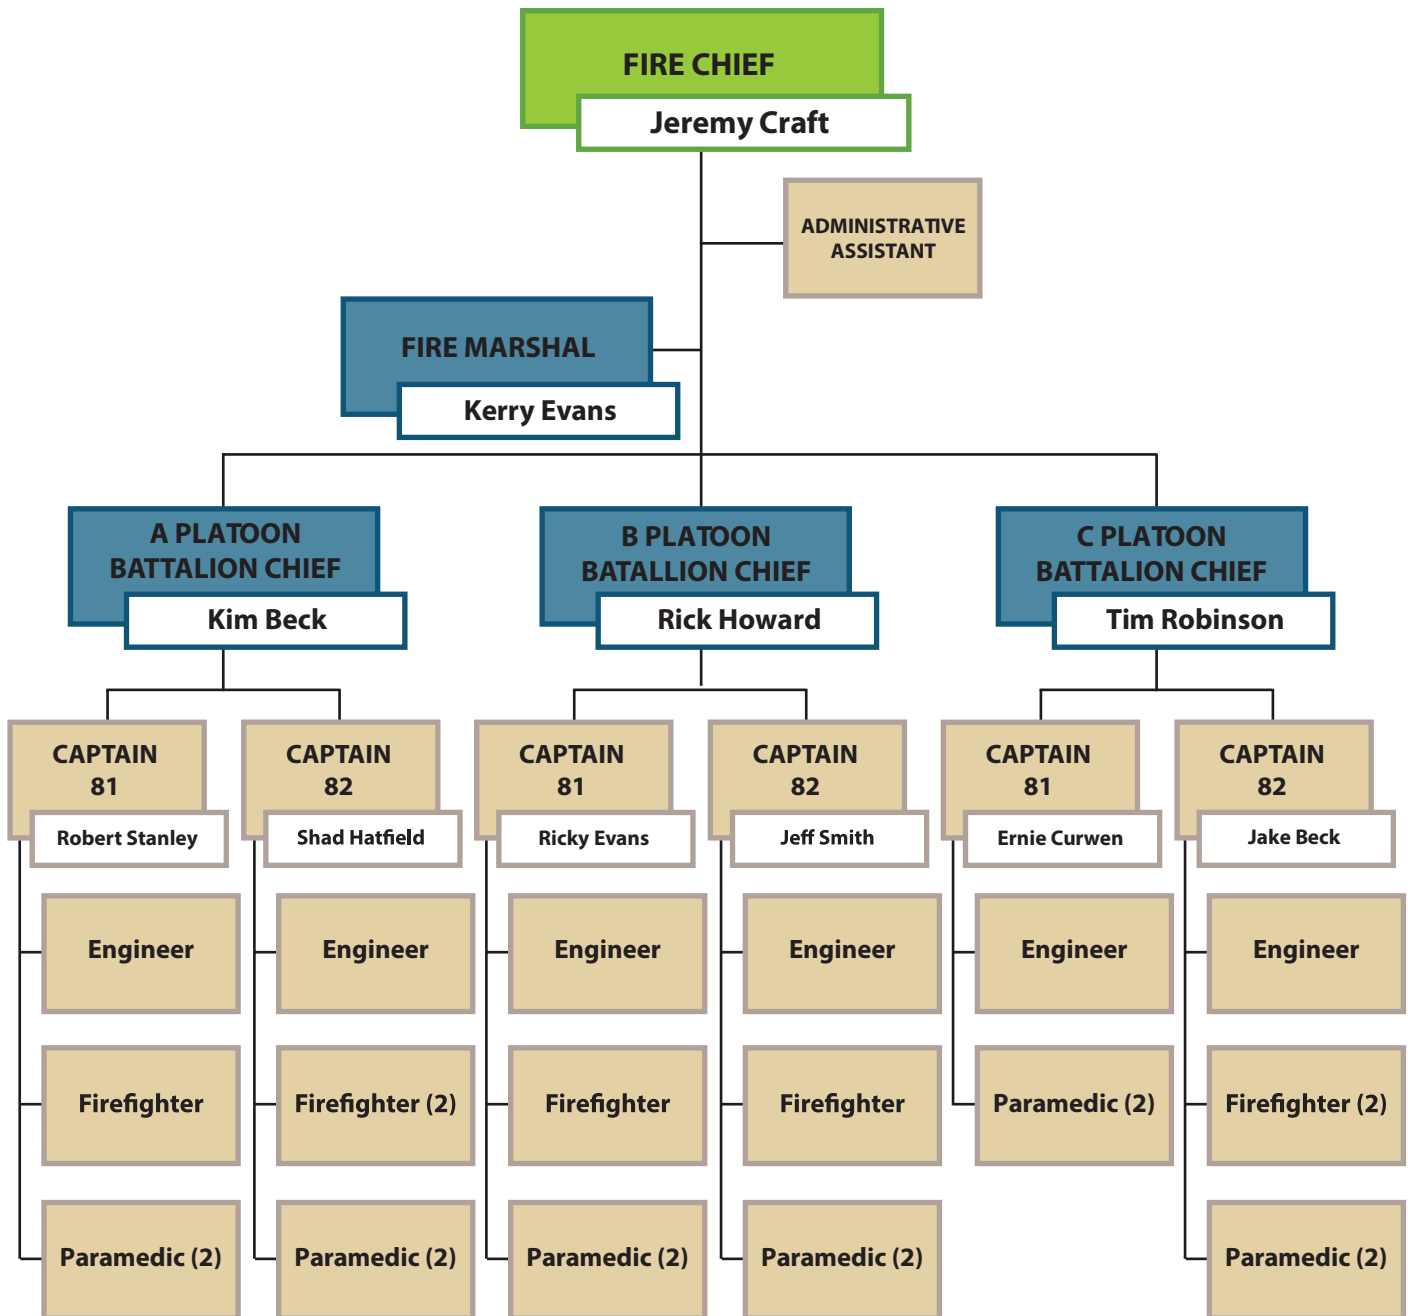 FIRE CHIEF
Jeremy Craft
ADMINISTRATIVE
ASSISTANT
FIRE MARSHAL
Kerry Evans
A PLATOON
BATTALION CHIEF
Kim Beck
B PLATOON
BATALLION CHIEF
Rick Howard
C PLATOON
BATTALION CHIEF
Tim Robinson
CAPTAIN
81
Robert Stanley
Engineer
Firefighter
Paramedic (2)
CAPTAIN
82
Shad Hatfield
Engineer
Firefighter (2)
Paramedic (2)
CAPTAIN
81
Ricky Evans
Engineer
Firefighter
Paramedic (2)
CAPTAIN
82
Jeff Smith
Engineer
Firefighter
Paramedic (2)
CAPTAIN
81
Ernie Curwen
Engineer
Paramedic (2)
CAPTAIN
82
Jake Beck
Engineer
Firefighter (2)
Paramedic (2)